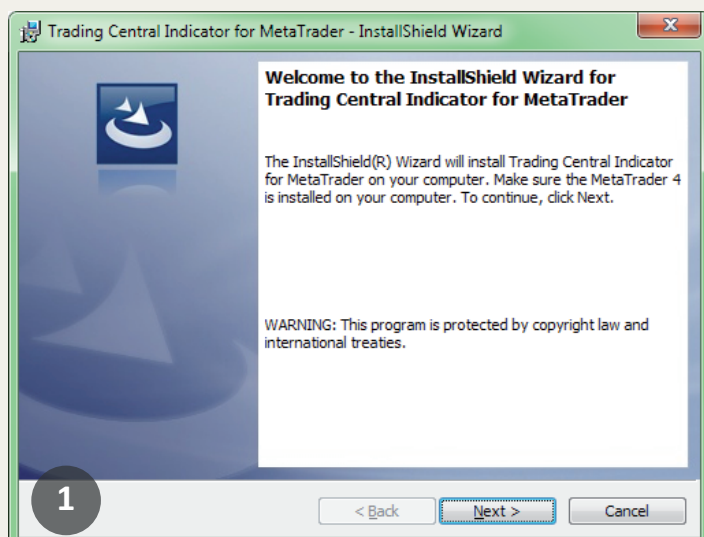 Trading Central Indicator for MetaTrader - InstallShield Wizard
Welcome to the InstallShield Wizard for
Trading Central Indicator for MetaTrader
The InstallShield(R) Wizard will install Trading Central Indicator
for MetaTrader on your computer. Make sure the MetaTrader 4
is installed on your computer. To continue, click Next.
WARNING: This program is protected by copyright law and
international treaties.
1
< Back Next > Cancel